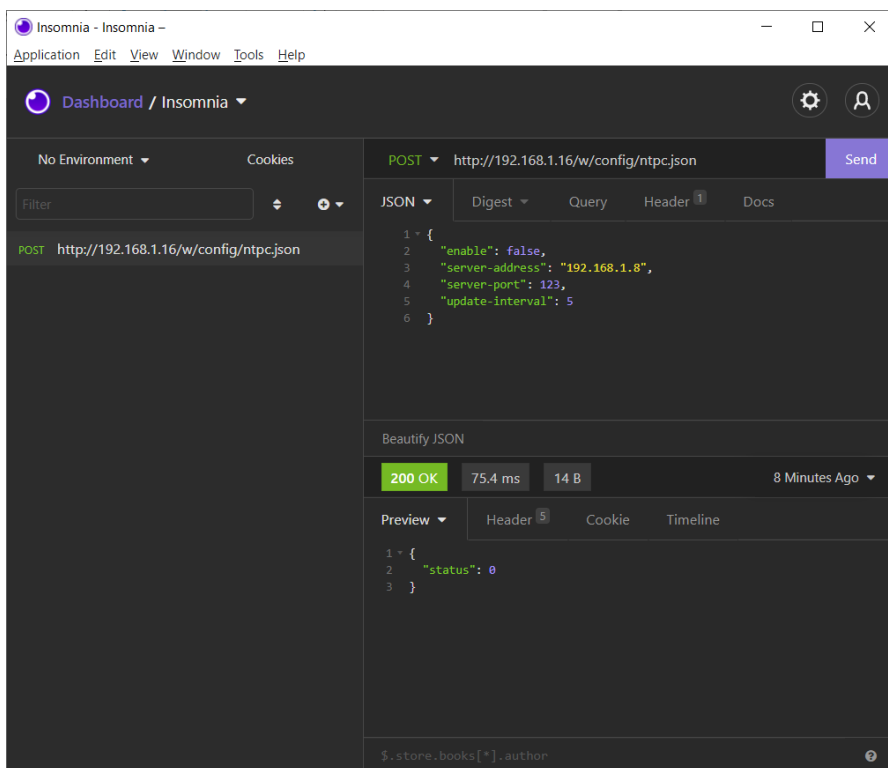 Insomnia - Insomnia –
Application Edit View Window Tools Help
Dashboard / Insomnia
No Environment Cookies
Filter
POST http://192.168.1.16/w/config/ntpc.json
POST http://192.168.1.16/w/config/ntpc.json Send
JSON Digest Query Header 1 Docs
1 {
2 "enable": false,
3 "server-address": "192.168.1.8",
4 "server-port": 123,
5 "update-interval": 5
6 }
Beautify JSON
200 OK 75.4 ms 14 B 8 Minutes Ago
Preview Header 5 Cookie Timeline
1 {
2 "status": 0
3 }
$.store.books[*].author